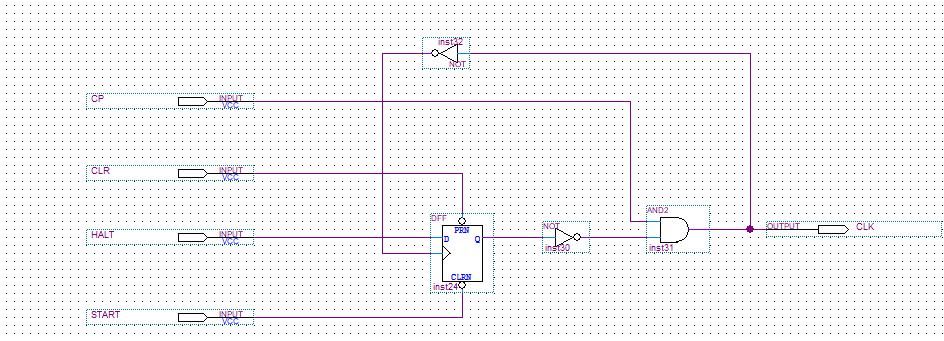 inst32
NOT
CP
INPUT
VCC
CLR
INPUT
VCC
DFF
PRN
D
Q
CLRN
inst24
HALT
INPUT
VCC
NOT
inst30
AND2
inst31
OUTPUT
CLK
START
INPUT
VCC